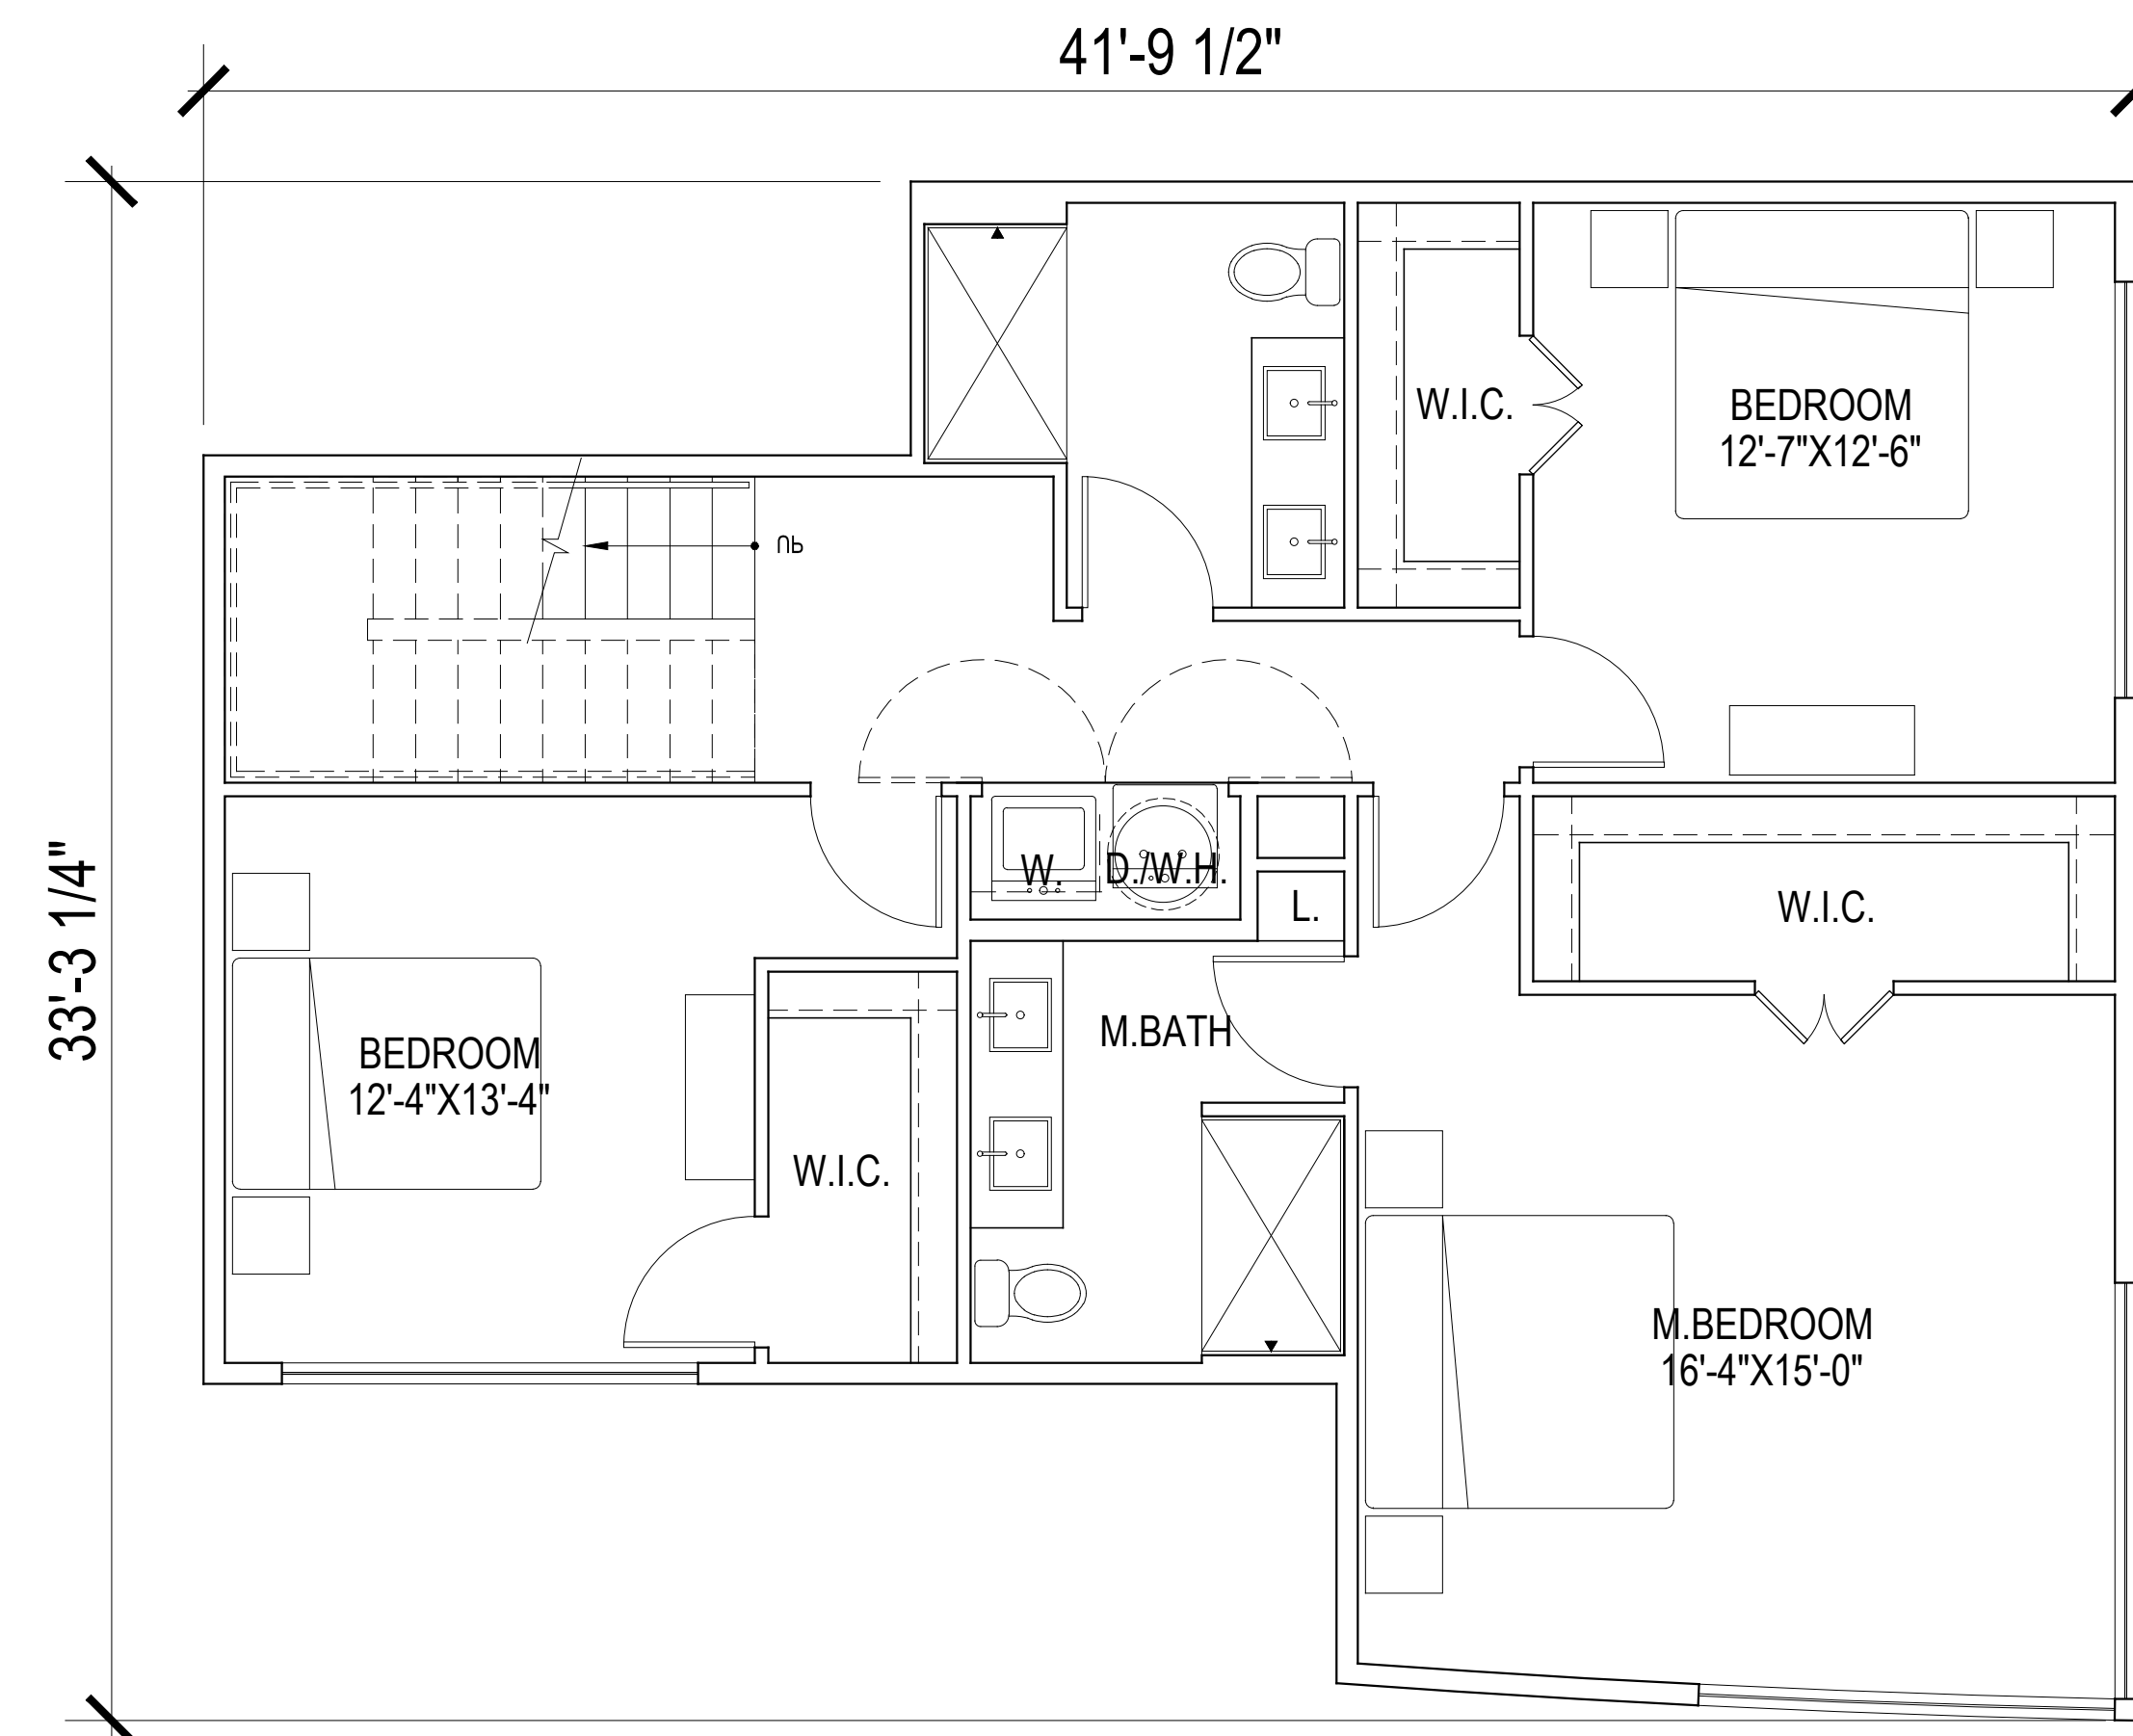 41'-9 1/2"
W.I.C.
BEDROOM
12'-7"X12'-6"
UP
33'-3 1/4"
W.
D./W.H.
L.
W.I.C.
M.BATH
BEDROOM
12'-4"X13'-4"
W.I.C.
M.BEDROOM
16'-4"X15'-0"